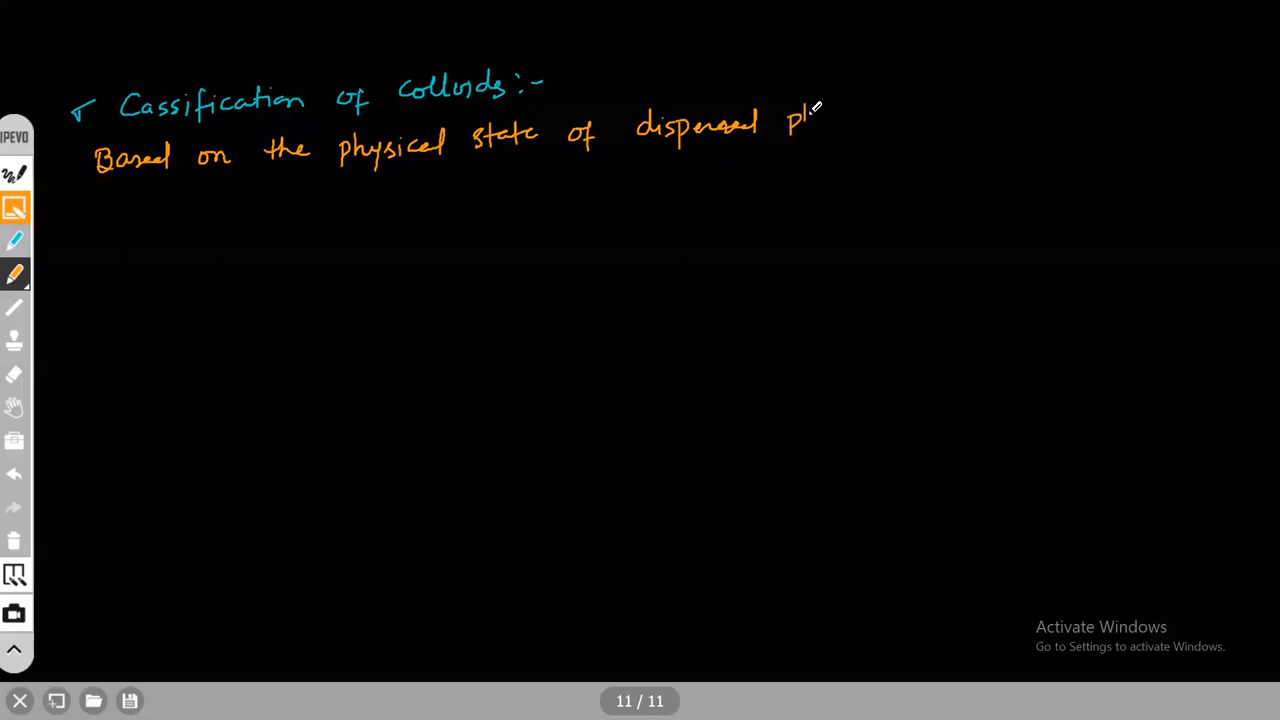 Cassification of Colloids:-
Based on the physical state of dispersed ph
IPEVO
Activate Windows
Go to Settings to activate Windows.
11 / 11